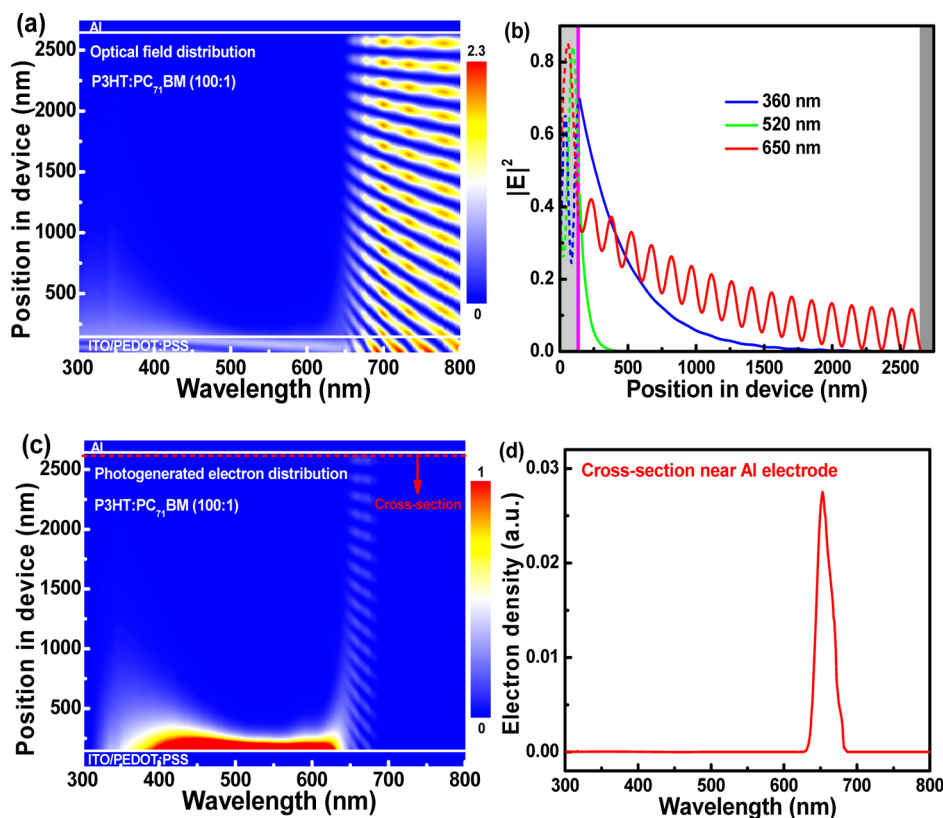 (a)
Al
Optical field distribution
P3HT:PC71BM (100:1)
ITO/PEDOT:PSS
2500
2000
1500
1000
500
300 400 500 600 700 800
Position in device (nm)
Wavelength (nm)
2.3
0
(b)
360 nm
520 nm
650 nm
0.8
0.6
0.4
0.2
0.0
0 500 1000 1500 2000 2500
|E|2
Position in device (nm)
(c)
Al
Photogenerated electron distribution
P3HT:PC71BM (100:1)
Cross-section
ITO/PEDOT:PSS
2500
2000
1500
1000
500
300 400 500 600 700 800
Position in device (nm)
Wavelength (nm)
1
0
(d)
Cross-section near Al electrode
0.03
0.02
0.01
0.00
300 400 500 600 700 800
Electron density (a.u.)
Wavelength (nm)